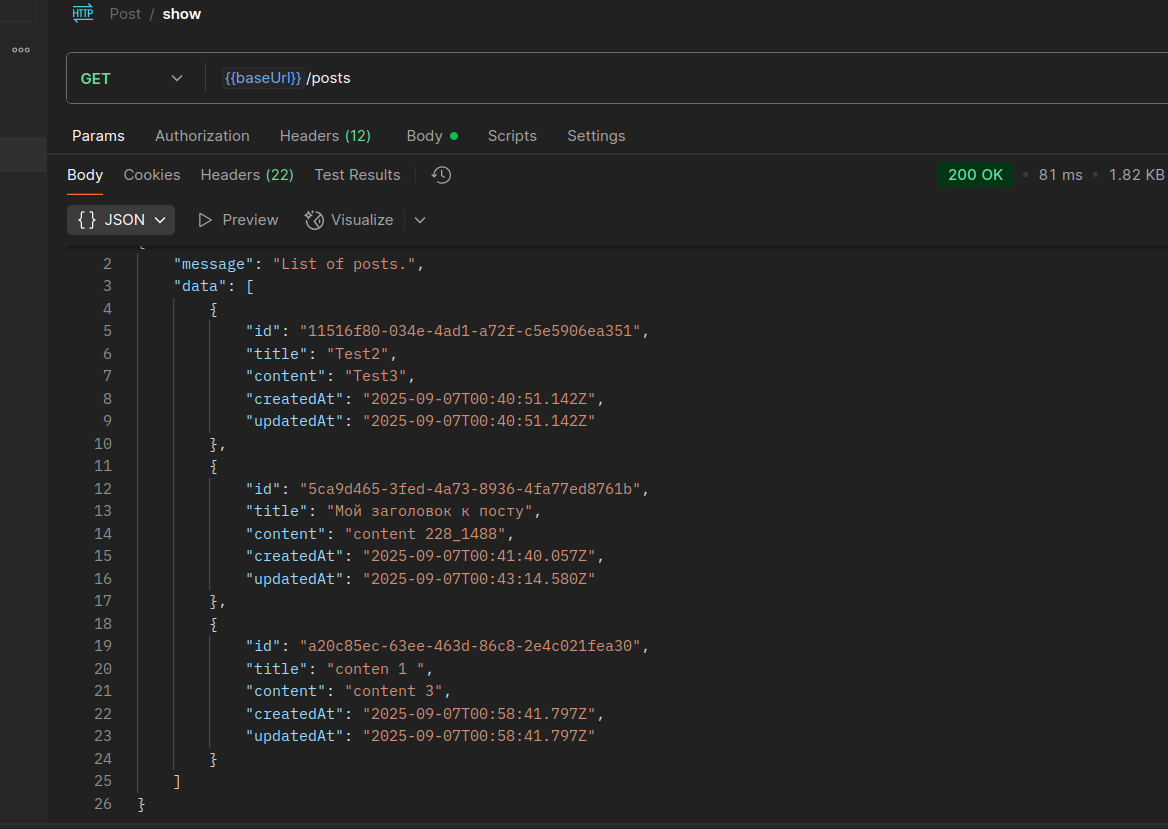 HTTP Post / show
GET {{baseUrl}} /posts
Params Authorization Headers (12) Body Scripts Settings
Body Cookies Headers (22) Test Results 200 OK • 81 ms • 1.82 KB
{} JSON Preview Visualize
2 "message": "List of posts.",
3 "data": [
4 {
5 "id": "11516f80-034e-4ad1-a72f-c5e5906ea351",
6 "title": "Test2",
7 "content": "Test3",
8 "createdAt": "2025-09-07T00:40:51.142Z",
9 "updatedAt": "2025-09-07T00:40:51.142Z"
10 },
11 {
12 "id": "5ca9d465-3fed-4a73-8936-4fa77ed8761b",
13 "title": "Мой заголовок к посту",
14 "content": "content 228_1488",
15 "createdAt": "2025-09-07T00:41:40.057Z",
16 "updatedAt": "2025-09-07T00:43:14.580Z"
17 },
18 {
19 "id": "a20c85ec-63ee-463d-86c8-2e4c021fea30",
20 "title": "conten 1 ",
21 "content": "content 3",
22 "createdAt": "2025-09-07T00:58:41.797Z",
23 "updatedAt": "2025-09-07T00:58:41.797Z"
24 }
25 ]
26 }